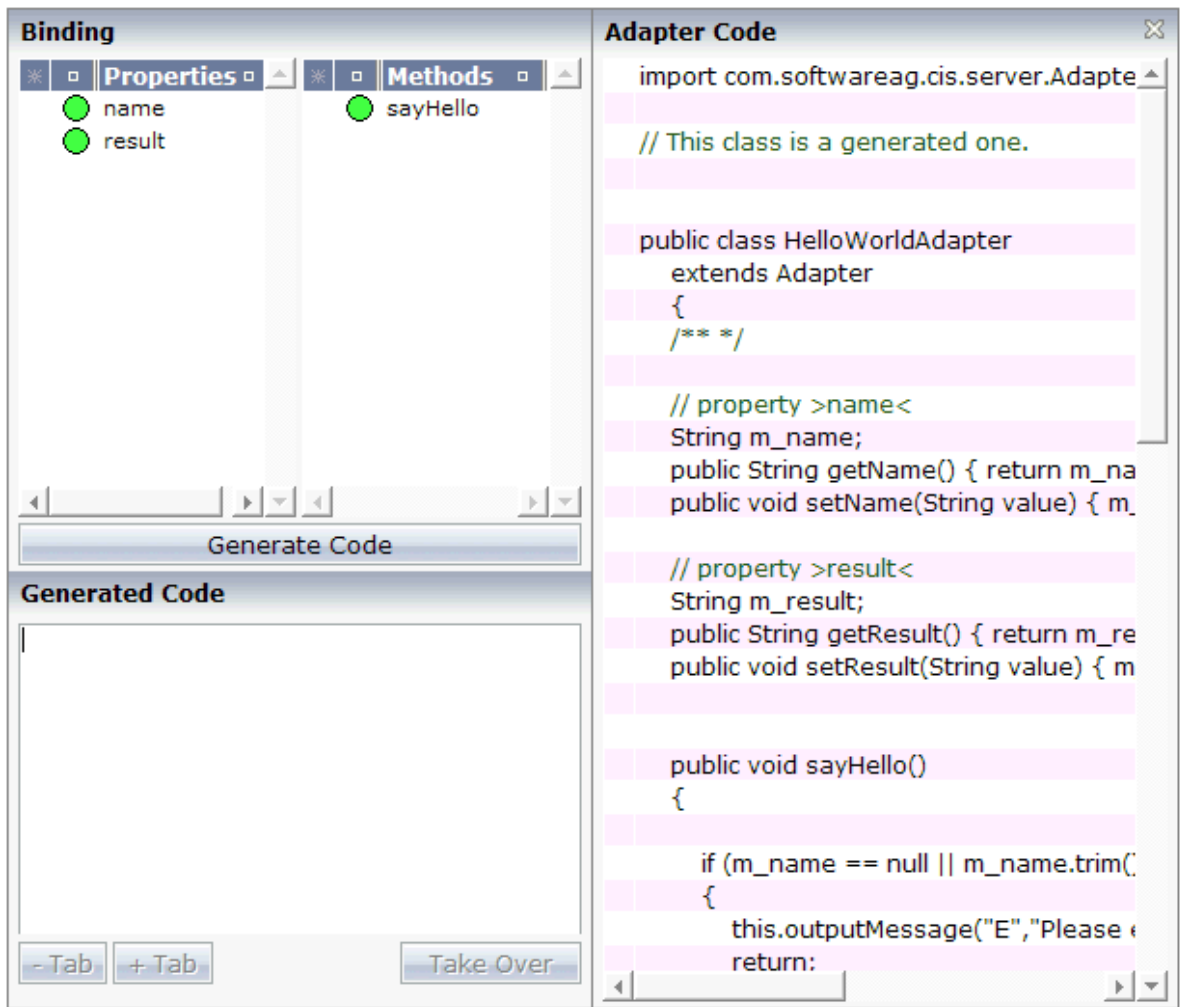 Binding
Properties
Methods
name
sayHello
result
Generate Code
Generated Code
- Tab
+ Tab
Take Over
Adapter Code
import com.softwareag.cis.server.Adapte
// This class is a generated one.
public class HelloWorldAdapter
extends Adapter
{
/** */
// property >name<
String m_name;
public String getName() { return m_na
public void setName(String value) { m_
// property >result<
String m_result;
public String getResult() { return m_re
public void setResult(String value) { m
public void sayHello()
{
if (m_name == null || m_name.trim()
{
this.outputMessage("E","Please e
return;